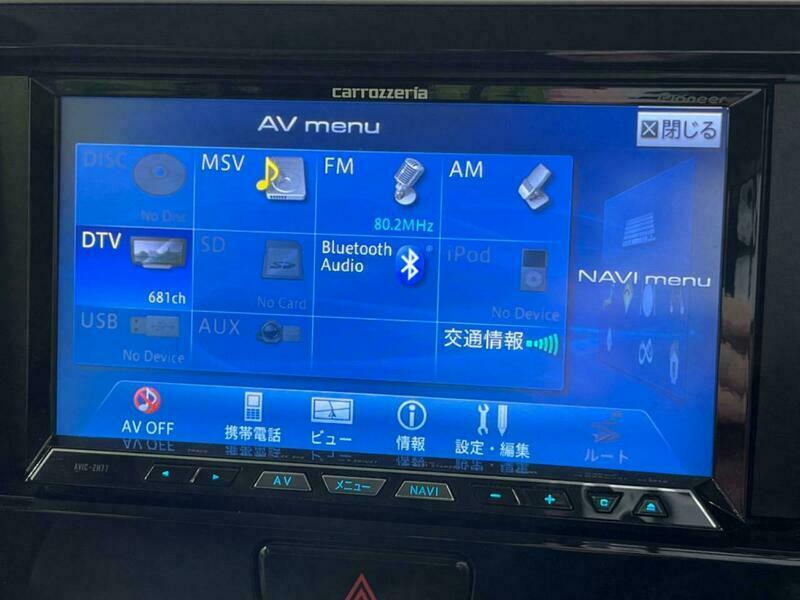 carrozzeria
Pioneer
AV menu
閉じる
DISC
No Disc
MSV
FM
80.2MHz
AM
DTV
681ch
SD
No Card
Bluetooth
Audio
iPod
No Device
NAVI menu
USB
No Device
AUX
交通情報
AV OFF
携帯電話
ビュー
情報
設定・編集
ルート
AVIC-ZH77
AV
メニュー
NAVI